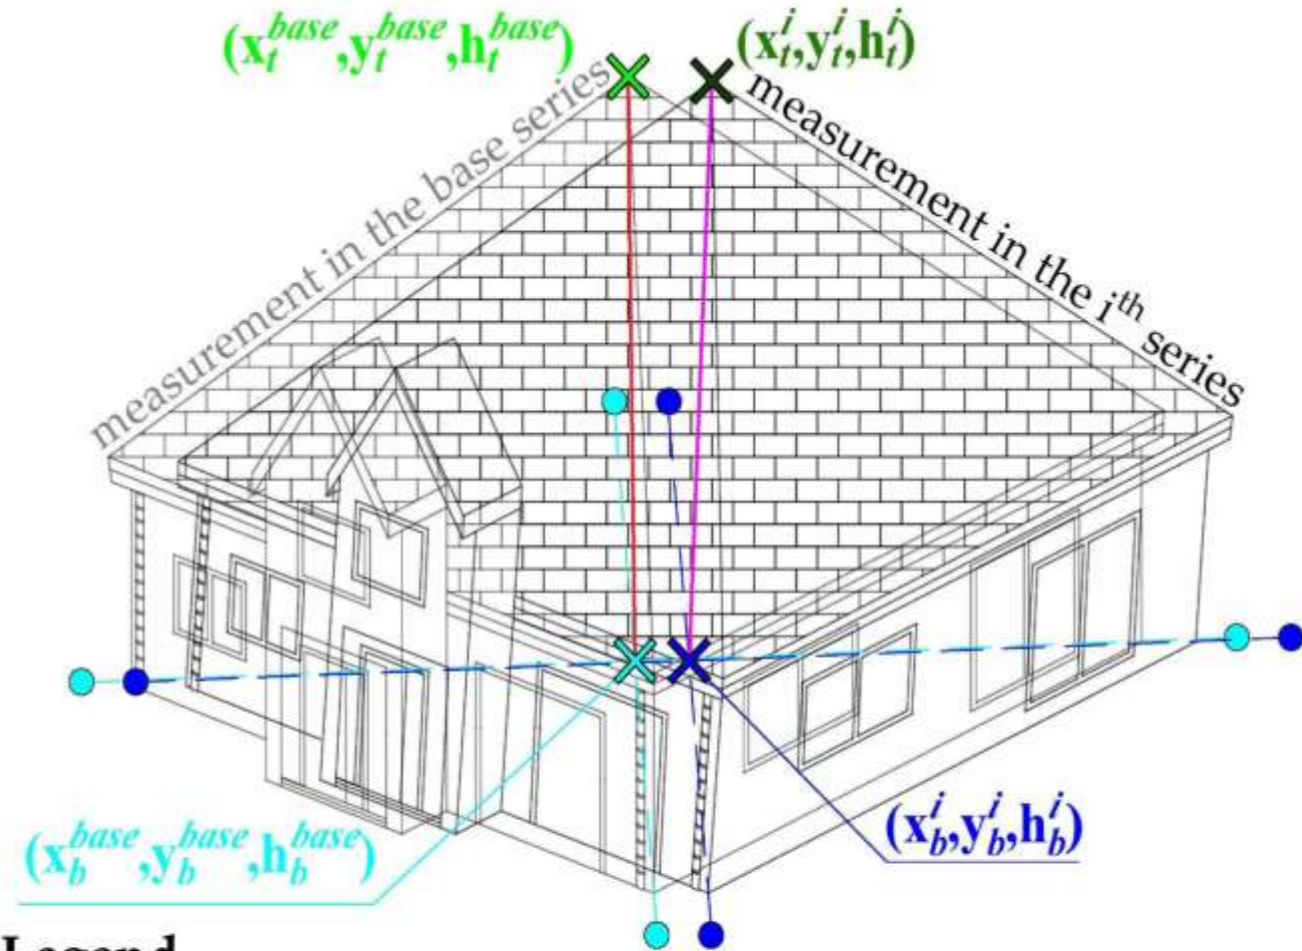 (x_t^base,y_t^base,h_t^base)
(x_t^i,y_t^i,h_t^i)
measurement in the base series
measurement in the i^th series
(x_b^base,y_b^base,h_b^base)
(x_b^i,y_b^i,h_b^i)
Legend